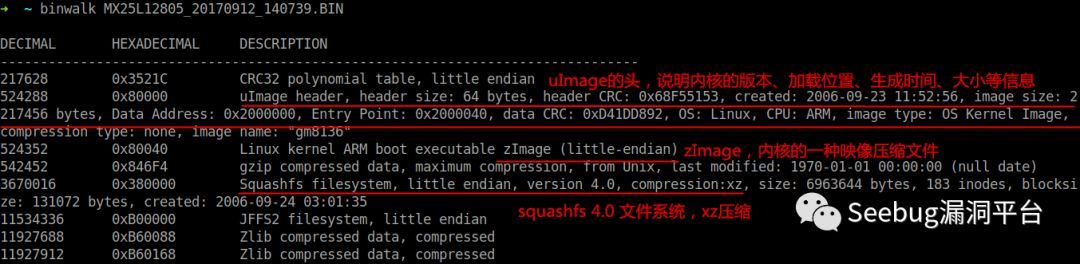 ➜ ~ binwalk MX25L12805_20170912_140739.BIN
DECIMAL HEXADECIMAL DESCRIPTION
--------------------------------------------------------------------------------
217628 0x3521C CRC32 polynomial table, little endian uImage的头，说明内核的版本、加载位置、生成时间、大小等信息
524288 0x80000 uImage header, header size: 64 bytes, header CRC: 0x68F55153, created: 2006-09-23 11:52:56, image size: 2
217456 bytes, Data Address: 0x2000000, Entry Point: 0x2000040, data CRC: 0xD41DD892, OS: Linux, CPU: ARM, image type: OS Kernel Image,
compression type: none, image name: "gm8136"
524352 0x80040 Linux kernel ARM boot executable zImage (little-endian) zImage，内核的一种映像压缩文件
542452 0x846F4 gzip compressed data, maximum compression, from Unix, last modified: 1970-01-01 00:00:00 (null date)
3670016 0x380000 Squashfs filesystem, little endian, version 4.0, compression:xz, size: 6963644 bytes, 183 inodes, blocksi
ze: 131072 bytes, created: 2006-09-24 03:01:35
squashfs 4.0 文件系统，xz压缩
11534336 0xB00000 JFFS2 filesystem, little endian
11927688 0xB60088 Zlib compressed data, compressed
11927912 0xB60168 Zlib compressed data, compressed
Seebug漏洞平台